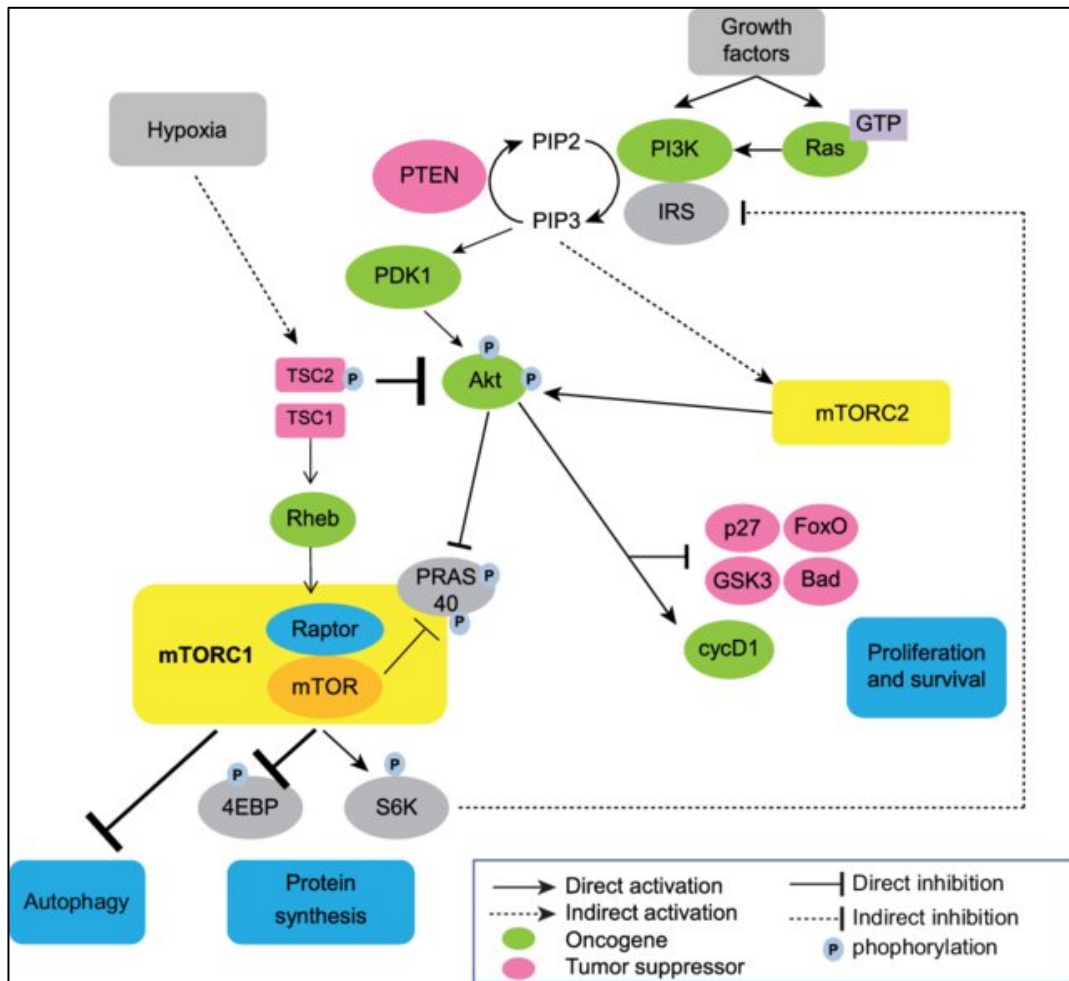 Growth
factors
Hypoxia
GTP
PIP2
PI3K
Ras
PTEN
PIP3
IRS
PDK1
P
TSC2
P
Akt
P
TSC1
mTORC2
Rheb
p27
FoxO
PRAS
40
P
P
GSK3
Bad
Raptor
mTORC1
mTOR
cycD1
Proliferation
and survival
P
P
4EBP
S6K
Autophagy
Protein
synthesis
Direct activation
Direct inhibition
Indirect activation
Indirect inhibition
Oncogene
P phophorylation
Tumor suppressor